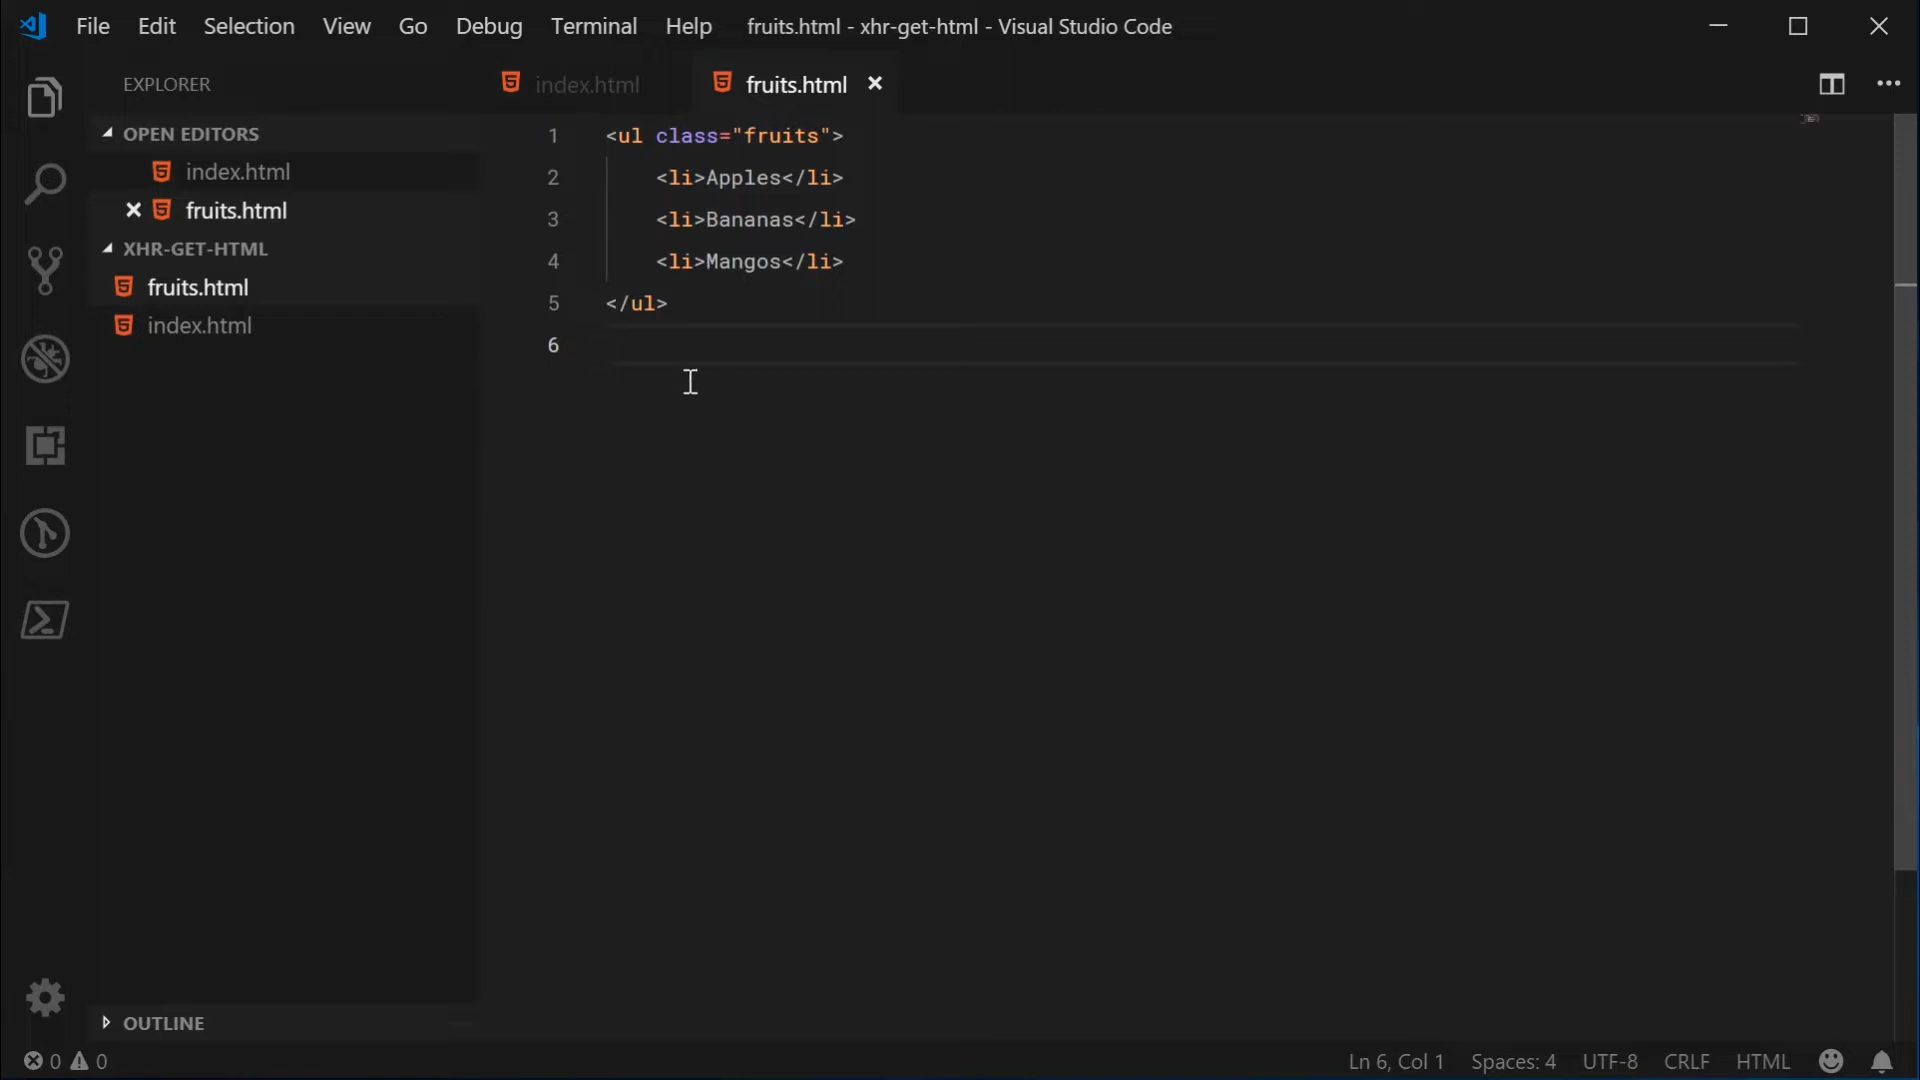 File Edit Selection View Go Debug Terminal Help fruits.html - xhr-get-html - Visual Studio Code
EXPLORER
OPEN EDITORS
index.html
fruits.html
XHR-GET-HTML
fruits.html
index.html
OUTLINE
index.html fruits.html
1 <ul class="fruits">
2     <li>Apples</li>
3     <li>Bananas</li>
4     <li>Mangos</li>
5 </ul>
6
0 0 Ln 6, Col 1 Spaces: 4 UTF-8 CRLF HTML